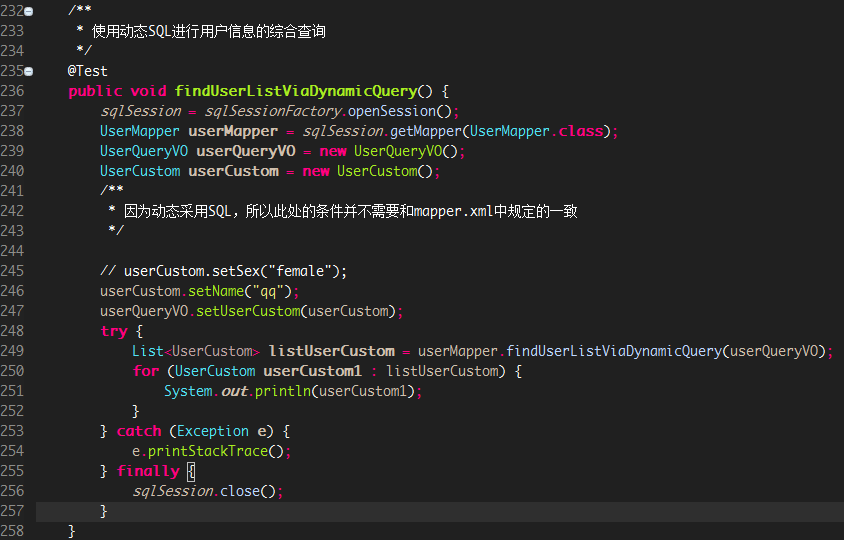 232 /**
233 * 使用动态SQL进行用户信息的综合查询
234 */
235 @Test
236 public void findUserListViaDynamicQuery() {
237 sqlSession = sqlSessionFactory.openSession();
238 UserMapper userMapper = sqlSession.getMapper(UserMapper.class);
239 UserQueryVO userQueryVO = new UserQueryVO();
240 UserCustom userCustom = new UserCustom();
241 /**
242 * 因为动态采用SQL，所以此处的条件并不需要和mapper.xml中规定的一致
243 */
244
245 // userCustom.setSex("female");
246 userCustom.setName("qq");
247 userQueryVO.setUserCustom(userCustom);
248 try {
249 List<UserCustom> listUserCustom = userMapper.findUserListViaDynamicQuery(userQueryVO);
250 for (UserCustom userCustom1 : listUserCustom) {
251 System.out.println(userCustom1);
252 }
253 } catch (Exception e) {
254 e.printStackTrace();
255 } finally {
256 sqlSession.close();
257 }
258 }